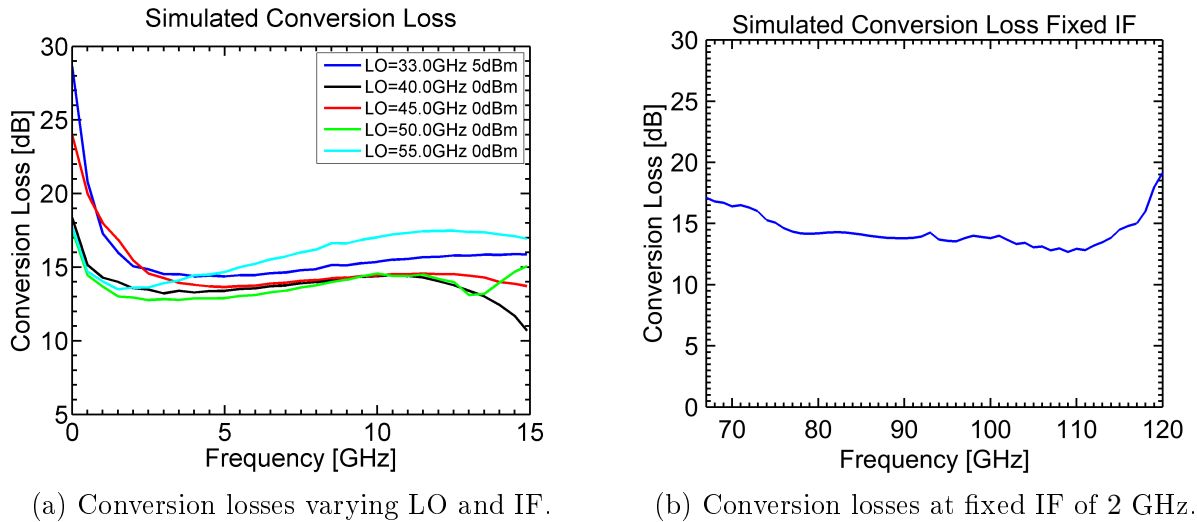 Simulated Conversion Loss
30
25
20
15
10
5
0
5
10
15
Conversion Loss [dB]
Frequency [GHz]
LO=33.0GHz 5dBm
LO=40.0GHz 0dBm
LO=45.0GHz 0dBm
LO=50.0GHz 0dBm
LO=55.0GHz 0dBm
(a) Conversion losses varying LO and IF.
Simulated Conversion Loss Fixed IF
30
25
20
15
10
5
0
70
80
90
100
110
120
Conversion Loss [dB]
Frequency [GHz]
(b) Conversion losses at fixed IF of 2 GHz.